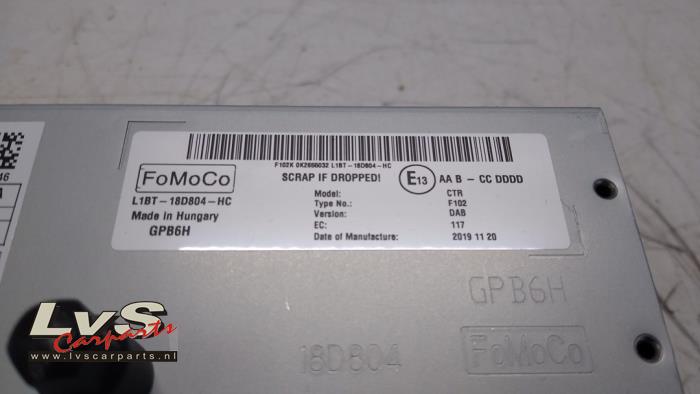 F102K 0K2656032 L1BT-18D804-HC
FoMoCo
SCRAP IF DROPPED!
E13 AA B - CC DDDD
L1BT-18D804-HC
Made in Hungary
GPB6H
Model: CTR
Type No.: F102
Version: DAB
EC: 117
Date of Manufacture: 2019 11 20
46
A
GPB6H
18D804
FoMoCo
LvS
Carparts
www.lvscarparts.nl